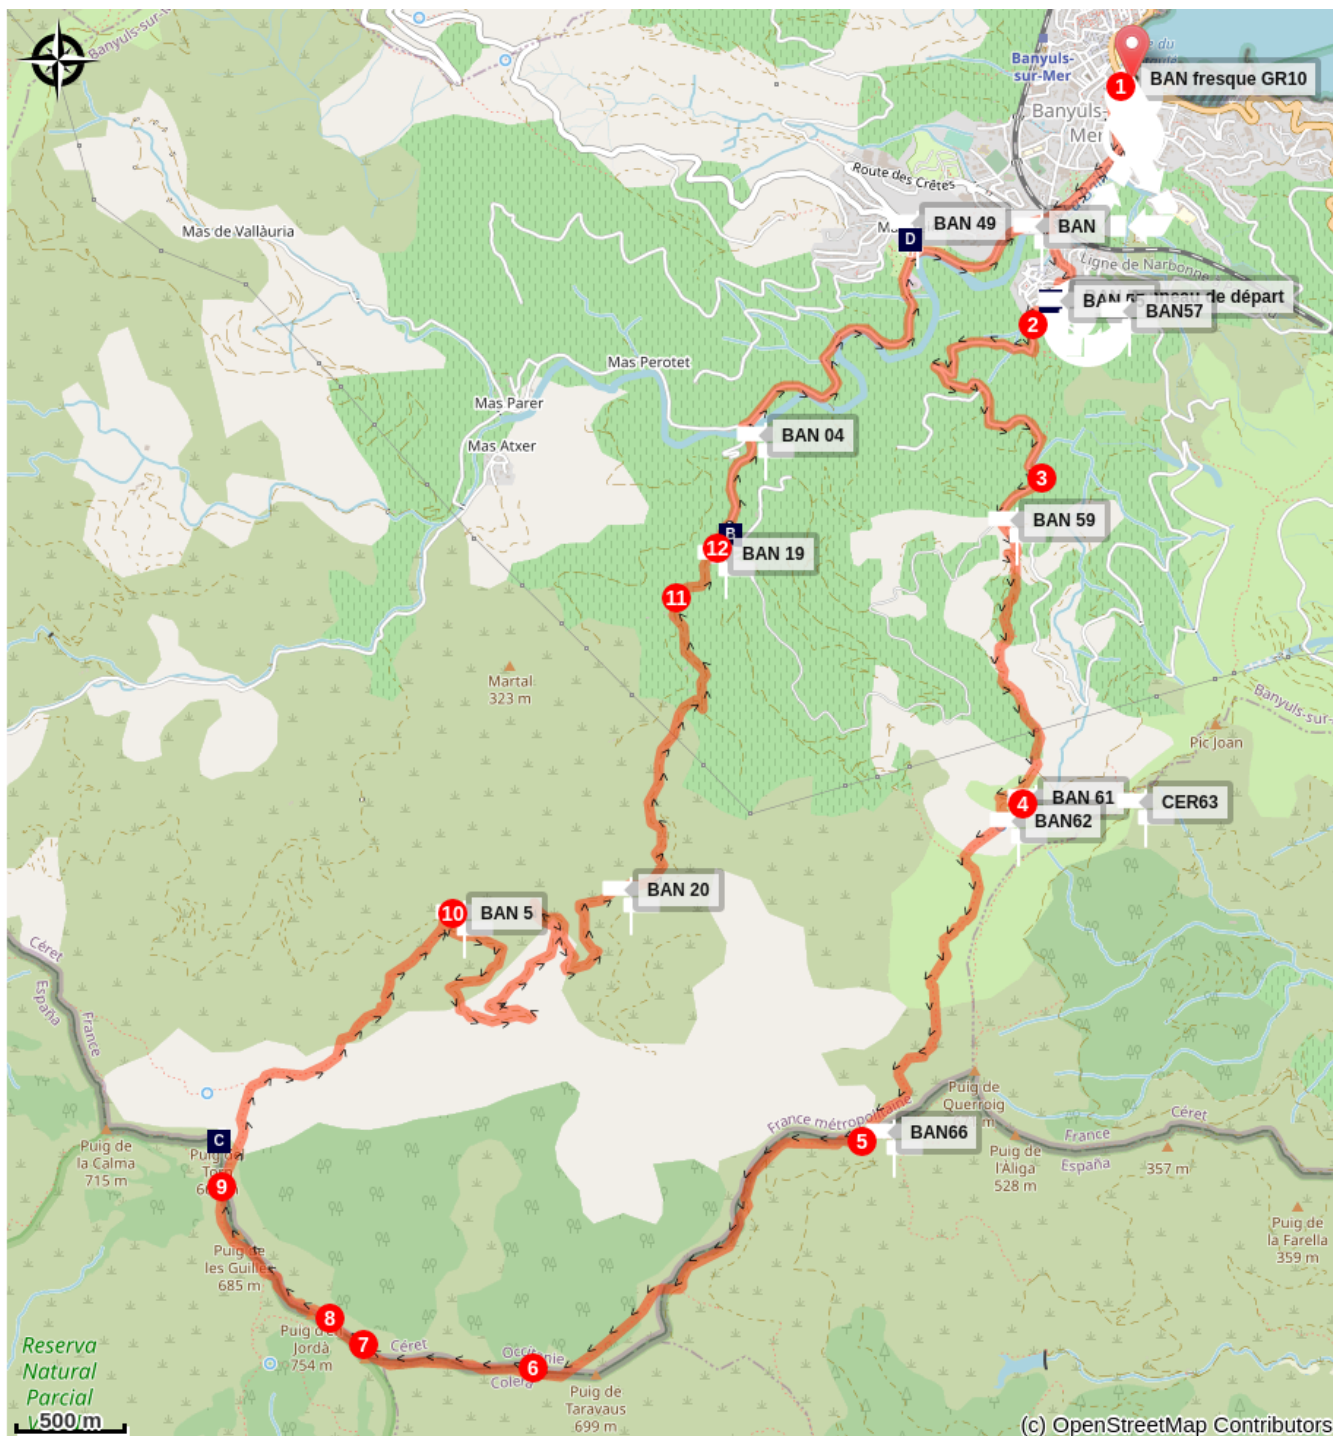 Banyuls-sur-
Banyuls-
sur-Mer
BAN fresque GR10
1
Banyuls-
Mer
Route des Crêtes
BAN 49
BAN
D
Mas de Vallàuria
Ligne de Narbonne
de départ
BAN57
2
Mas Perotet
Mas Parer
BAN 04
Mas Atxer
3
BAN 59
B
12
BAN 19
11
Martal
323 m
Banyuls-sur-
Pic Joan
4
BAN 61
CER63
BAN62
BAN 20
10
BAN 5
Céret
España
France
Puig de
Querroig
France métropolitaine
BAN66
5
Céret
France
España
C
Puig de
la Calma
715 m
Puig de
l'Àliga
528 m
357 m
9
Puig de
la Farella
359 m
Puig de
les Guilles
685 m
8
7
Puig d'en
Jordà
754 m
Céret
Occitanie
Colera
6
Puig de
Taravaus
699 m
Reserva
Natural
Parcial
500 m
(c) OpenStreetMap Contributors